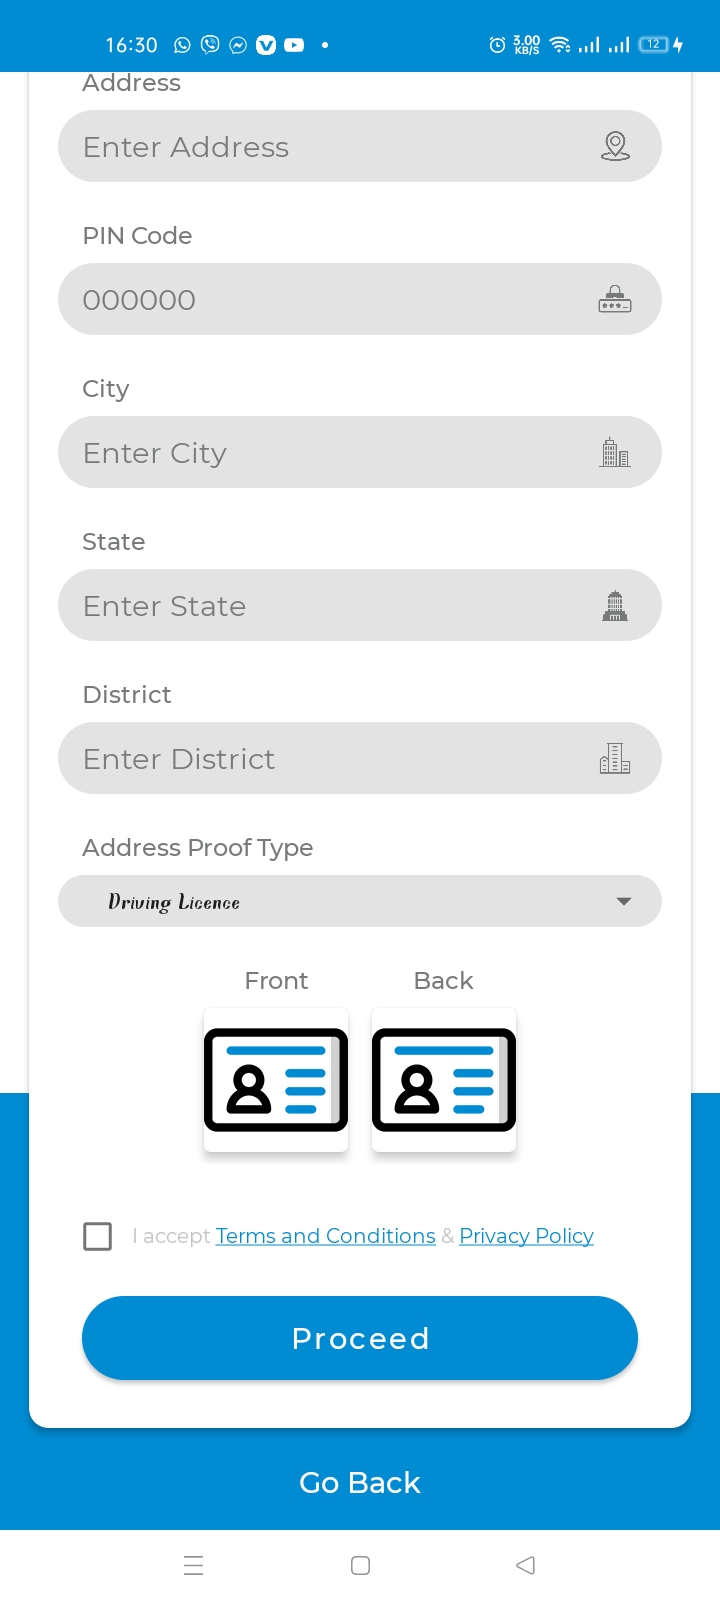 16:30
3.00
KB/S
12
Address
Enter Address
PIN Code
000000
City
Enter City
State
Enter State
District
Enter District
Address Proof Type
Driving Licence
Front Back
I accept Terms and Conditions & Privacy Policy
Proceed
Go Back